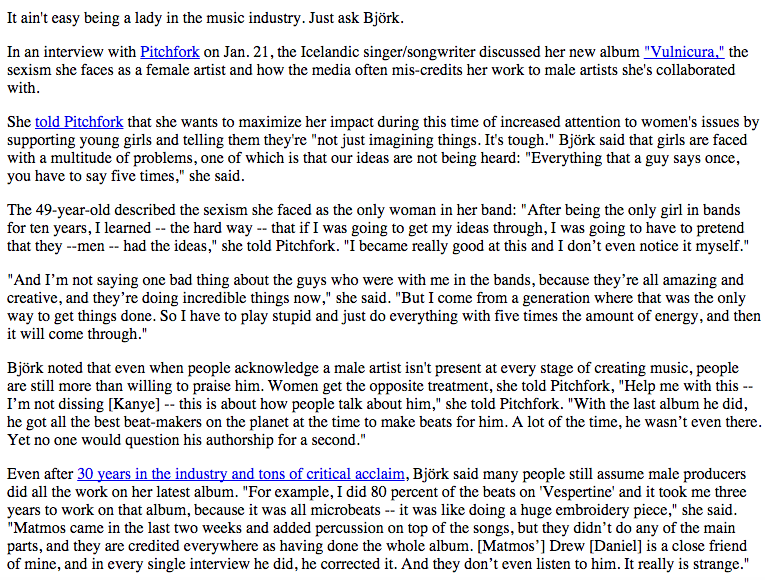 It ain't easy being a lady in the music industry. Just ask Björk.
In an interview with Pitchfork on Jan. 21, the Icelandic singer/songwriter discussed her new album "Vulnicura," the
sexism she faces as a female artist and how the media often mis-credits her work to male artists she's collaborated
with.
She told Pitchfork that she wants to maximize her impact during this time of increased attention to women's issues by
supporting young girls and telling them they're "not just imagining things. It's tough." Björk said that girls are faced
with a multitude of problems, one of which is that our ideas are not being heard: "Everything that a guy says once,
you have to say five times," she said.
The 49-year-old described the sexism she faced as the only woman in her band: "After being the only girl in bands
for ten years, I learned -- the hard way -- that if I was going to get my ideas through, I was going to have to pretend
that they --men -- had the ideas," she told Pitchfork. "I became really good at this and I don’t even notice it myself."
"And I’m not saying one bad thing about the guys who were with me in the bands, because they’re all amazing and
creative, and they’re doing incredible things now," she said. "But I come from a generation where that was the only
way to get things done. So I have to play stupid and just do everything with five times the amount of energy, and then
it will come through."
Björk noted that even when people acknowledge a male artist isn't present at every stage of creating music, people
are still more than willing to praise him. Women get the opposite treatment, she told Pitchfork, "Help me with this --
I’m not dissing [Kanye] -- this is about how people talk about him," she told Pitchfork. "With the last album he did,
he got all the best beat-makers on the planet at the time to make beats for him. A lot of the time, he wasn’t even there.
Yet no one would question his authorship for a second."
Even after 30 years in the industry and tons of critical acclaim, Björk said many people still assume male producers
did all the work on her latest album. "For example, I did 80 percent of the beats on 'Vespertine' and it took me three
years to work on that album, because it was all microbeats -- it was like doing a huge embroidery piece," she said.
"Matmos came in the last two weeks and added percussion on top of the songs, but they didn’t do any of the main
parts, and they are credited everywhere as having done the whole album. [Matmos’] Drew [Daniel] is a close friend
of mine, and in every single interview he did, he corrected it. And they don’t even listen to him. It really is strange."